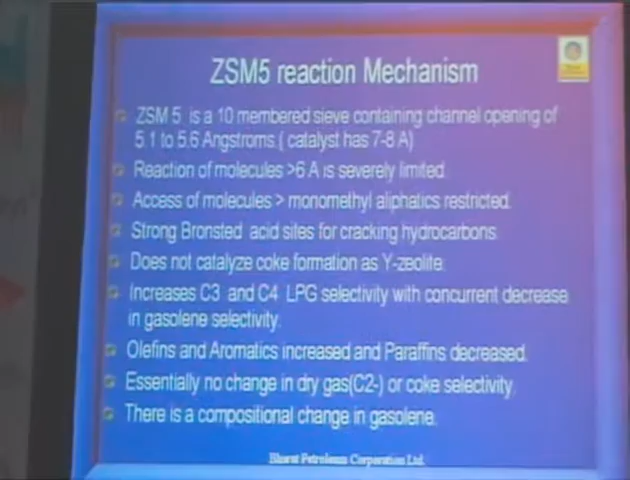 ZSM5 reaction Mechanism
ZSM 5 is a 10 membered sieve containing channel opening of
5.1 to 5.6 Angstroms.( catalyst has 7-8 A)
Reaction of molecules >6 A is severely limited.
Access of molecules > monomethyl aliphatics restricted.
Strong Bronsted acid sites for cracking hydrocarbons.
Does not catalyze coke formation as Y-zeolite.
Increases C3 and C4 LPG selectivity with concurrent decrease
in gasolene selectivity.
Olefins and Aromatics increased and Paraffins decreased.
Essentially no change in dry gas(C2-) or coke selectivity.
There is a compositional change in gasolene.
Bharat Petroleum Corporation Ltd.